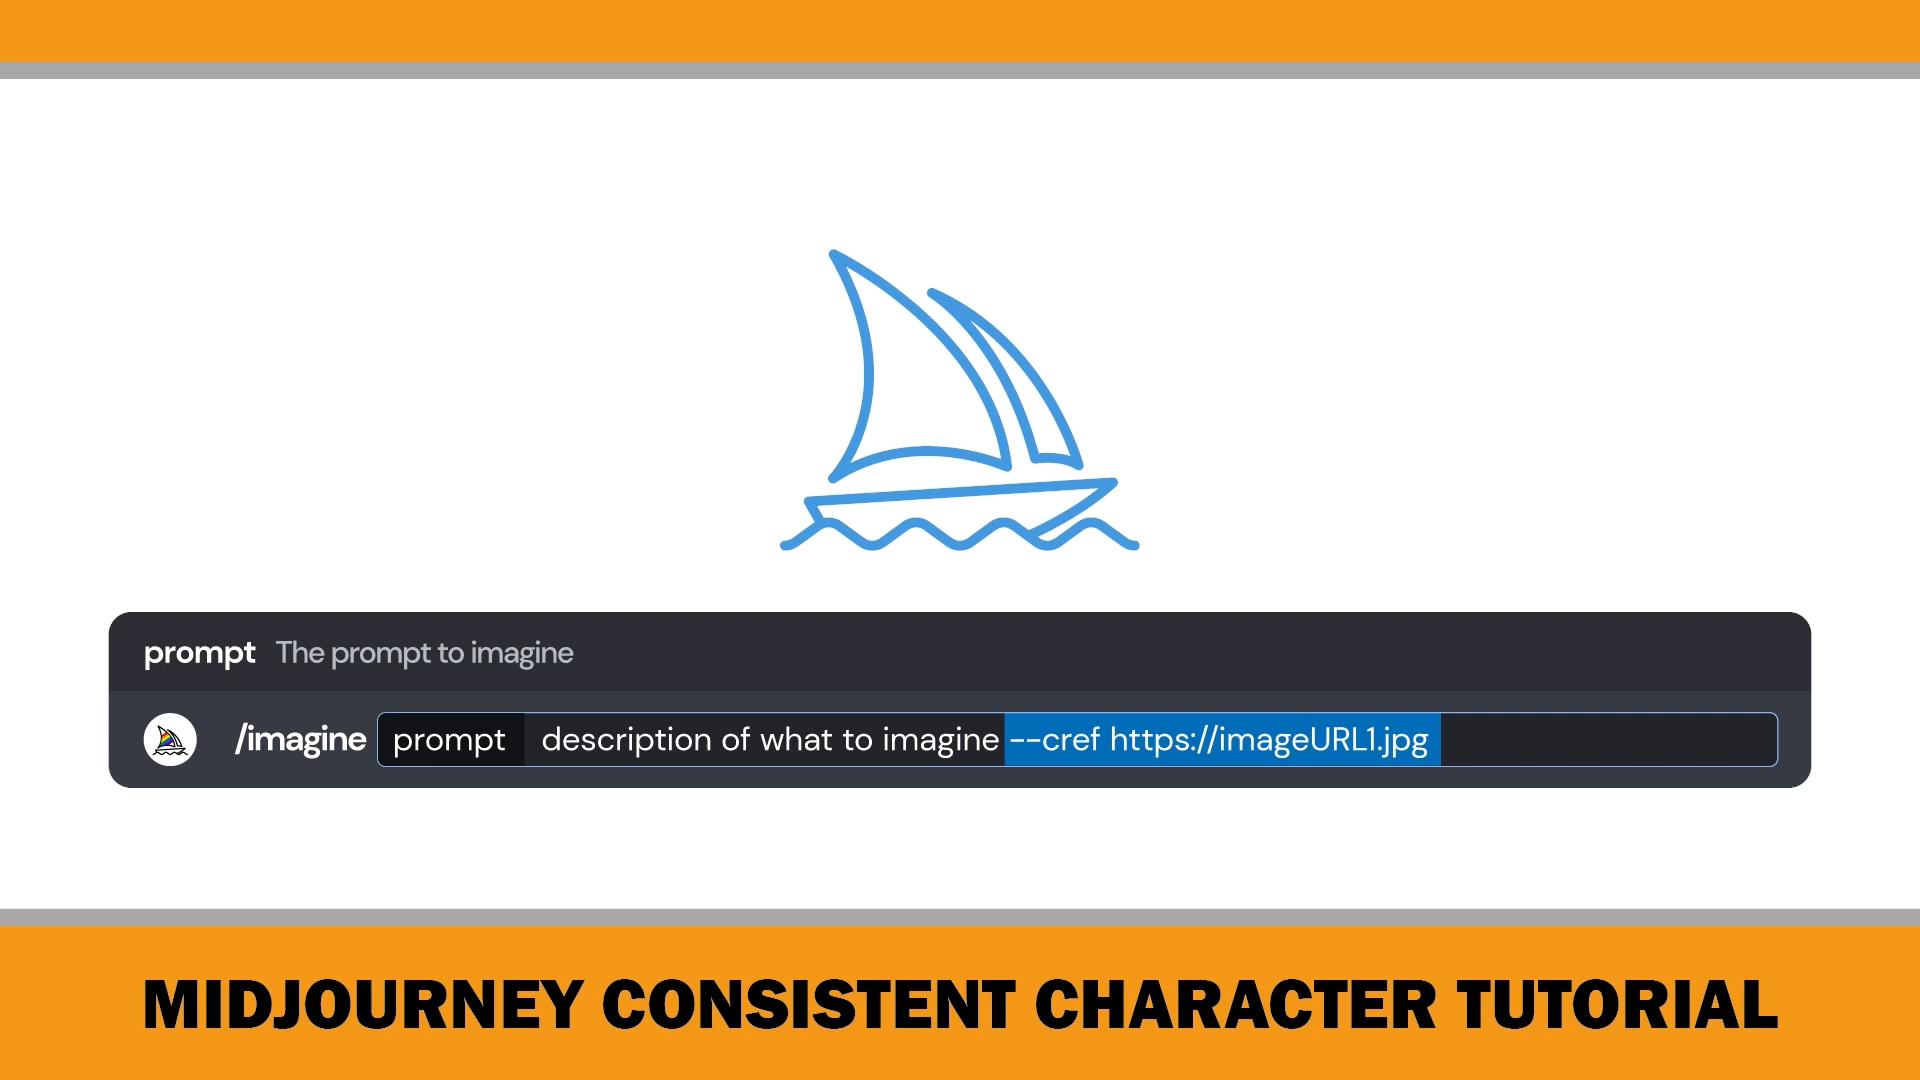 prompt The prompt to imagine
/imagine prompt description of what to imagine --cref https://imageURL1.jpg
MIDJOURNEY CONSISTENT CHARACTER TUTORIAL